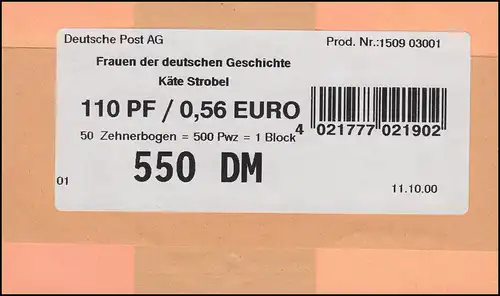 Deutsche Post AG Prod. Nr.:1509 03001
Frauen der deutschen Geschichte
Käte Strobel
110 PF / 0,56 EURO
4 021777 021902
50 Zehnerbogen = 500 Pwz = 1 Block
550 DM
01 11.10.00